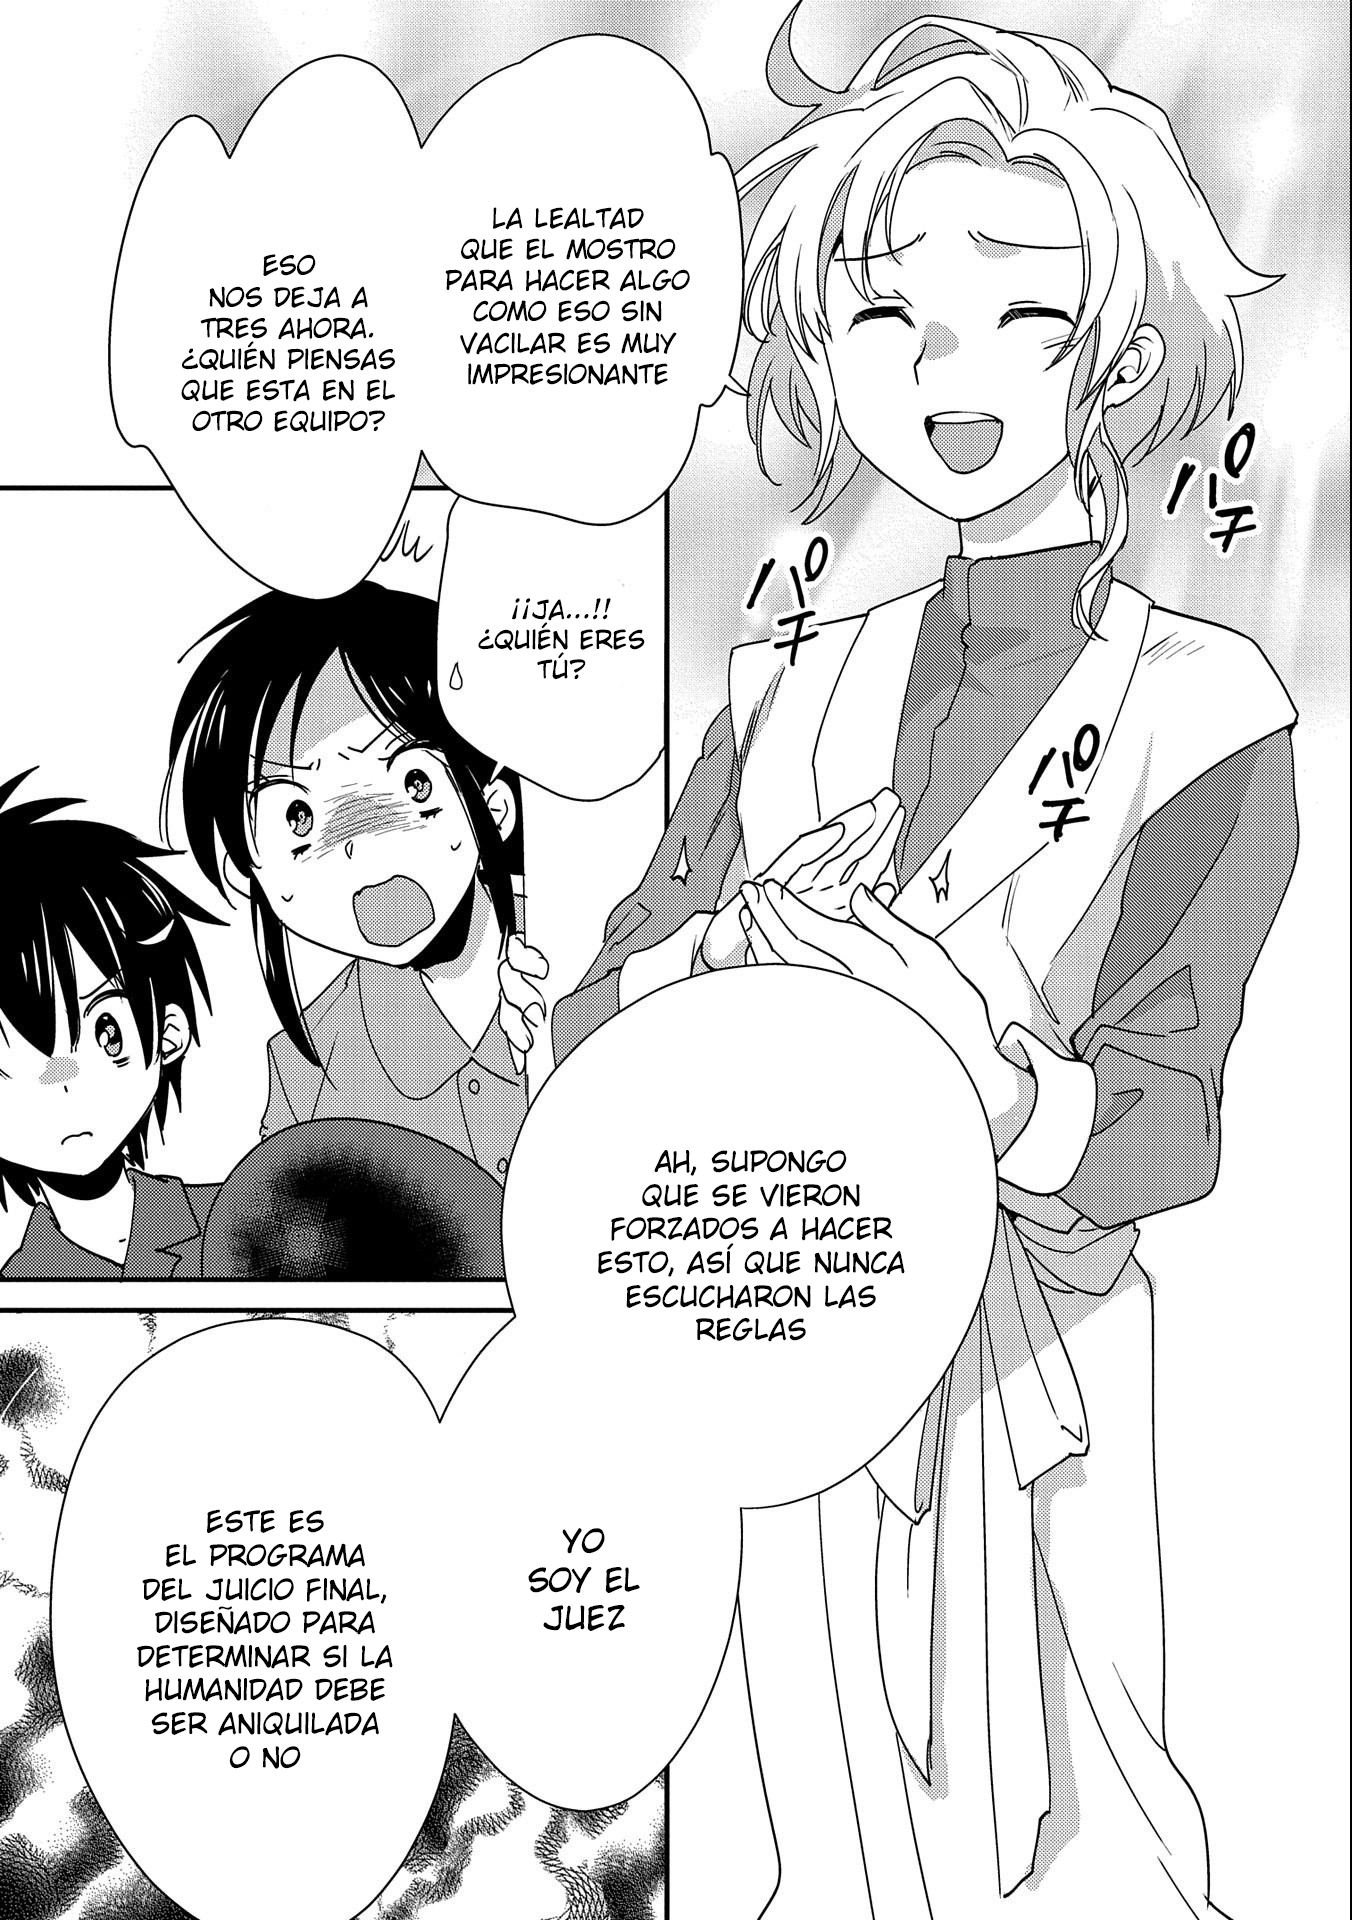 LA LEALTAD
QUE EL MOSTRO
PARA HACER ALGO
COMO ESO SIN
VACILAR ES MUY
IMPRESIONANTE
ESO
NOS DEJA A
TRES AHORA.
¿QUIÉN PIENSAS
QUE ESTA EN EL
OTRO EQUIPO?
パチ
パチ
パチ
¡¡JA...!!
¿QUIÉN ERES
TÚ?
AH, SUPONGO
QUE SE VIERON
FORZADOS A HACER
ESTO, ASÍ QUE NUNCA
ESCUCHARON LAS
REGLAS
YO
SOY EL
JUEZ
ESTE ES
EL PROGRAMA
DEL JUICIO FINAL,
DISEÑADO PARA
DETERMINAR SI LA
HUMANIDAD DEBE
SER ANIQUILADA
O NO